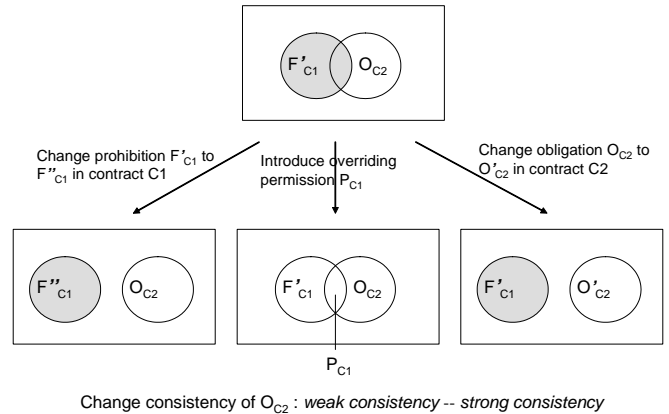 F'C1 OC2
Change prohibition F'C1 to
F''C1 in contract C1
Introduce overriding
permission PC1
Change obligation OC2 to
O'C2 in contract C2
F''C1 OC2
F'C1 OC2
F'C1 O'C2
PC1
Change consistency of OC2 : weak consistency -- strong consistency